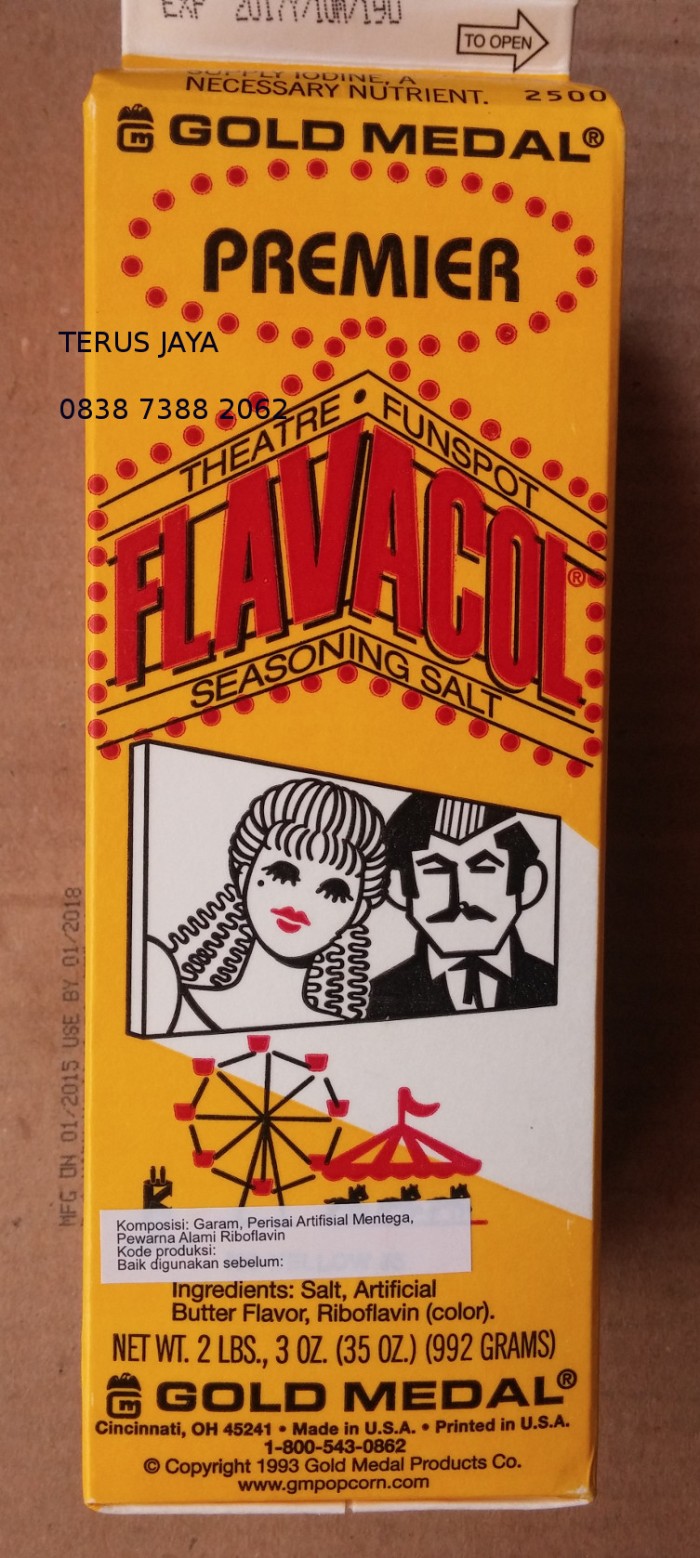 EXP
TO OPEN
SUPPLY IODINE, A
NECESSARY NUTRIENT. 2500
GOLD MEDAL®
PREMIER
TERUS JAYA
0838 7388 2062
THEATRE • FUNSPOT
FLAVACOL®
SEASONING SALT
MFG ON 01/2015 USE BY 01/2018
Komposisi: Garam, Perisai Artifisial Mentega,
Pewarna Alami Riboflavin
Kode produksi:
Baik digunakan sebelum:
Ingredients: Salt, Artificial
Butter Flavor, Riboflavin (color).
NET WT. 2 LBS., 3 OZ. (35 OZ.) (992 GRAMS)
GOLD MEDAL®
Cincinnati, OH 45241 • Made in U.S.A. • Printed in U.S.A.
1-800-543-0862
© Copyright 1993 Gold Medal Products Co.
www.gmpopcorn.com